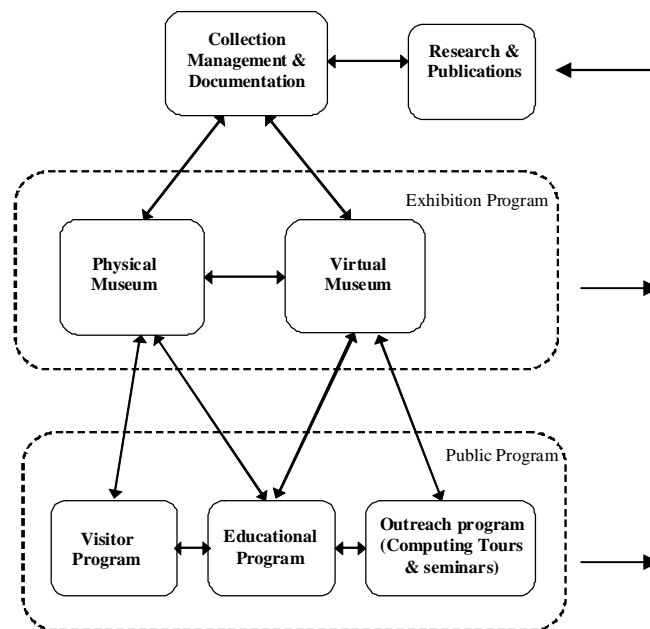 Collection
Management &
Documentation
Research &
Publications
Exhibition Program
Physical
Museum
Virtual
Museum
Public Program
Visitor
Program
Educational
Program
Outreach program
(Computing Tours
& seminars)